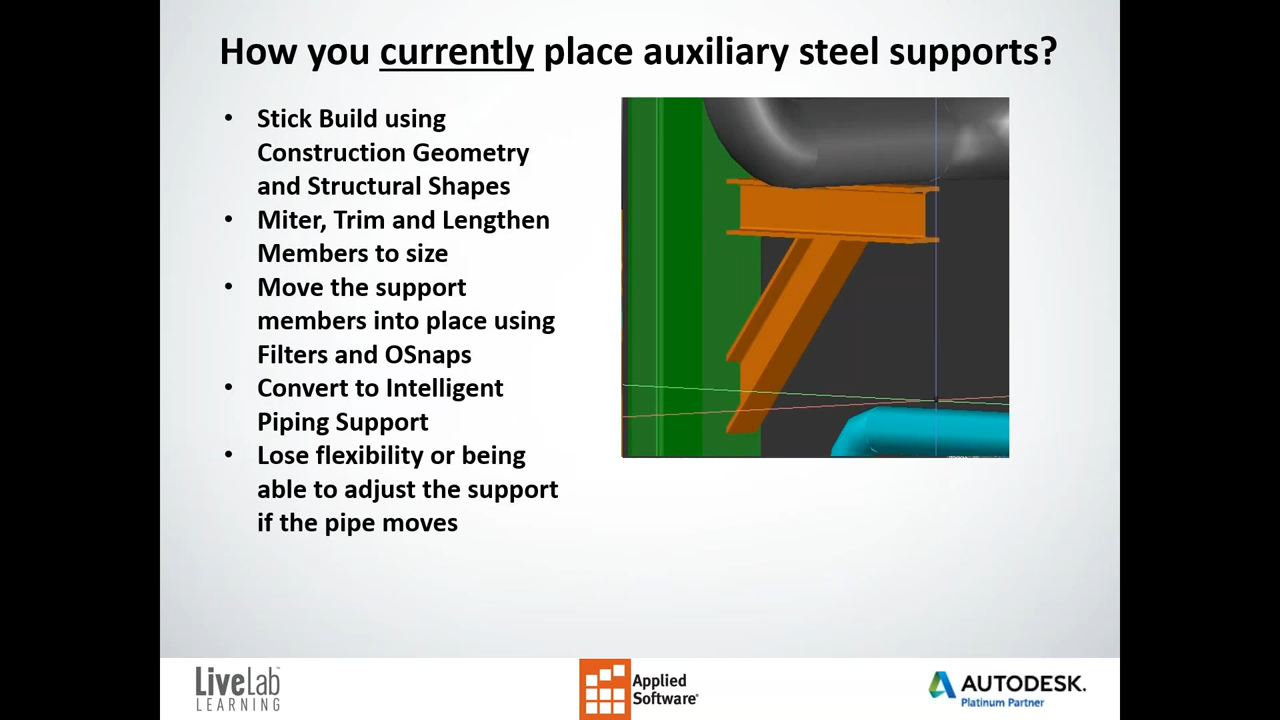 How you currently place auxiliary steel supports?
• Stick Build using
Construction Geometry
and Structural Shapes
• Miter, Trim and Lengthen
Members to size
• Move the support
members into place using
Filters and OSnaps
• Convert to Intelligent
Piping Support
• Lose flexibility or being
able to adjust the support
if the pipe moves
LiveLab™
LEARNING
Applied
Software®
AUTODESK.
Platinum Partner